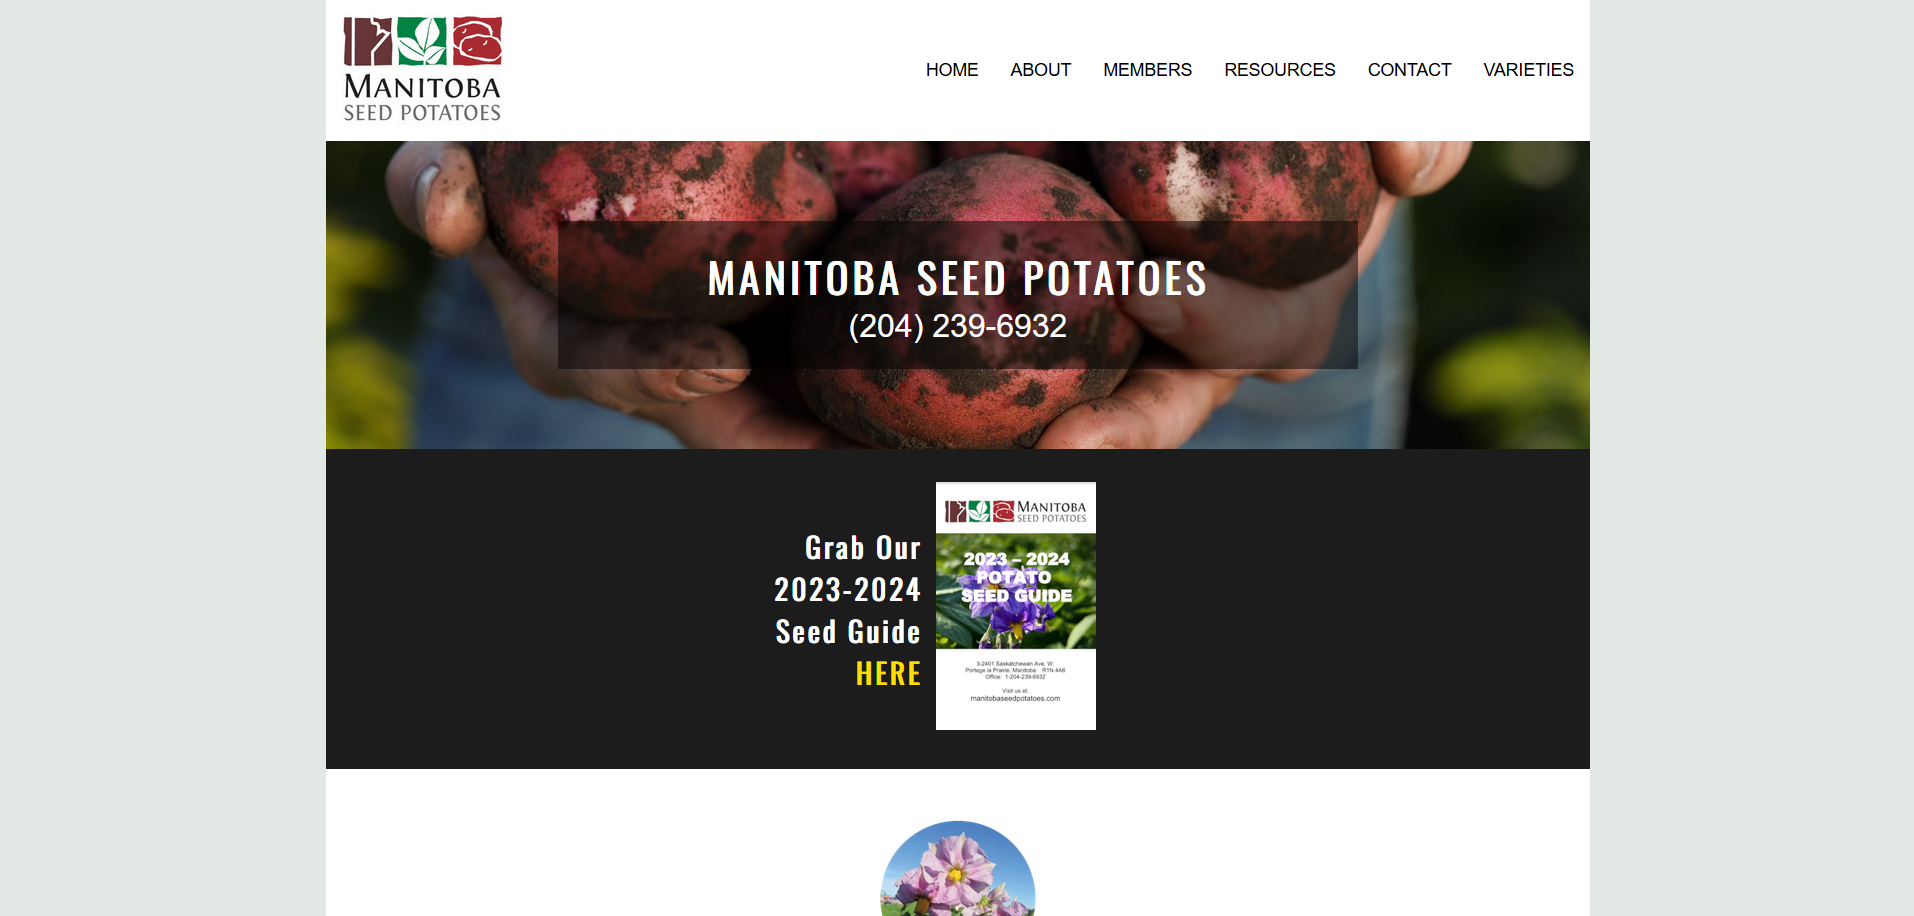 MANITOBA
SEED POTATOES
HOME ABOUT MEMBERS RESOURCES CONTACT VARIETIES
MANITOBA SEED POTATOES
(204) 239-6932
Grab Our
2023-2024
Seed Guide
HERE
MANITOBA
SEED POTATOES
2023 – 2024
POTATO
SEED GUIDE
3-2401 Saskatchewan Ave. W.
Portage la Prairie, Manitoba R1N 4A6
Office: 1-204-239-6932
Visit us at:
manitobaseedpotatoes.com